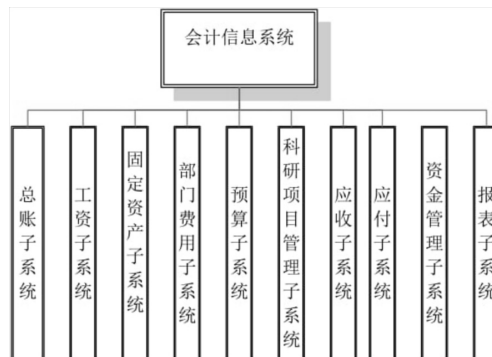 会计信息系统
总账子系统
工资子系统
固定资产子系统
部门费用子系统
预算子系统
科研项目管理子系统
应收子系统
应付子系统
资金管理子系统
报表子系统